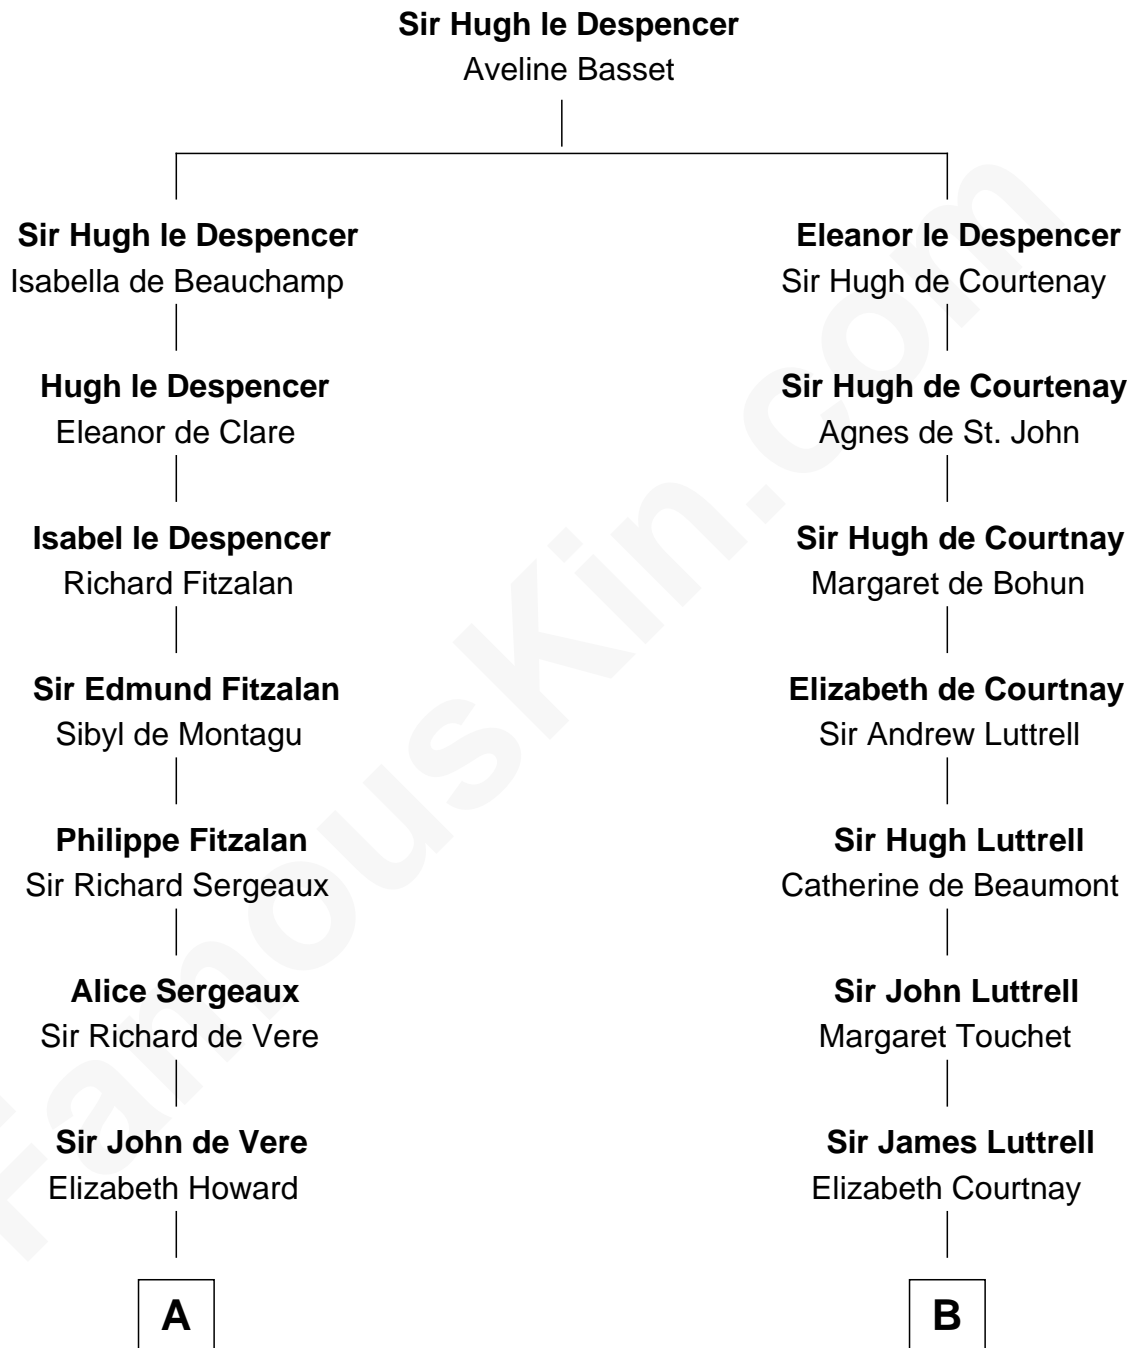 Sir Hugh le Despencer
Aveline Basset
Sir Hugh le Despencer
Isabella de Beauchamp
Eleanor le Despencer
Sir Hugh de Courtenay
Hugh le Despencer
Eleanor de Clare
Sir Hugh de Courtenay
Agnes de St. John
Isabel le Despencer
Richard Fitzalan
Sir Hugh de Courtnay
Margaret de Bohun
Sir Edmund Fitzalan
Sibyl de Montagu
Elizabeth de Courtnay
Sir Andrew Luttrell
Philippe Fitzalan
Sir Richard Sergeaux
Sir Hugh Luttrell
Catherine de Beaumont
Alice Sergeaux
Sir Richard de Vere
Sir John Luttrell
Margaret Touchet
Sir John de Vere
Elizabeth Howard
Sir James Luttrell
Elizabeth Courtnay
A
B
FamousKin.com